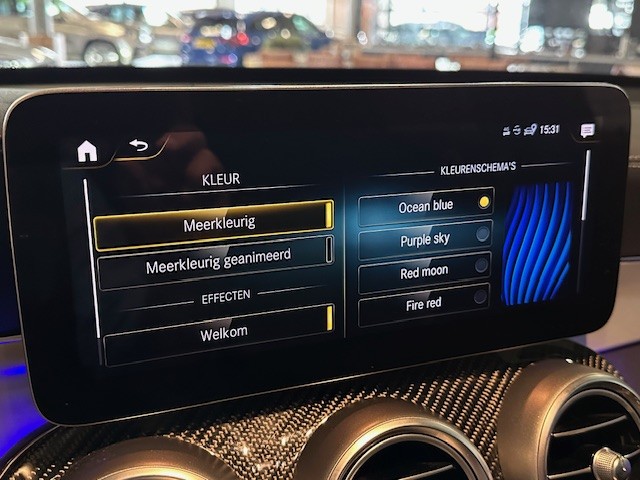 15:31
KLEUR
Meerkleurig
Meerkleurig geanimeerd
EFFECTEN
Welkom
KLEURENSCHEMA'S
Ocean blue
Purple sky
Red moon
Fire red